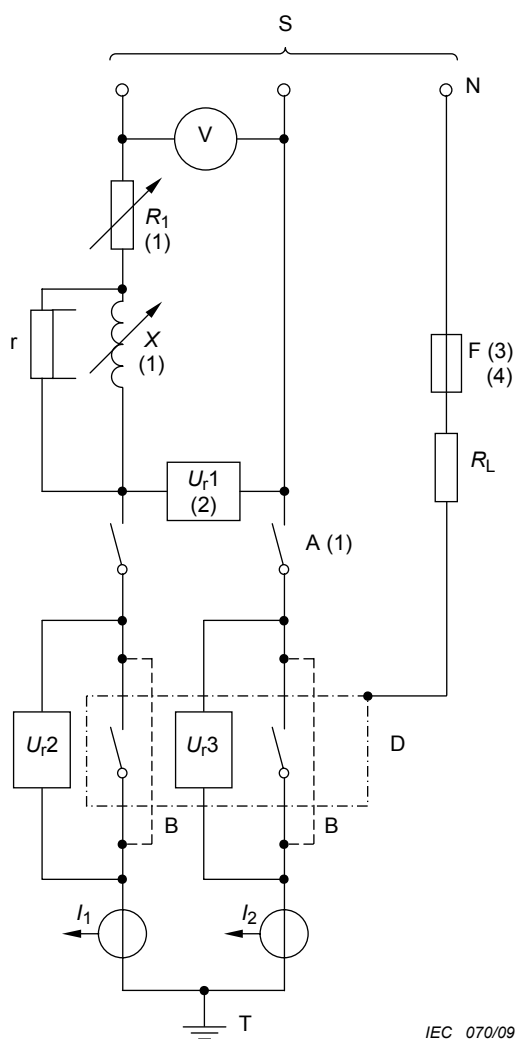 S
N
V
R1
(1)
r
X
(1)
F (3)
(4)
RL
Ur1
(2)
A (1)
Ur2
Ur3
D
B
B
I1
I2
T
IEC 070/09